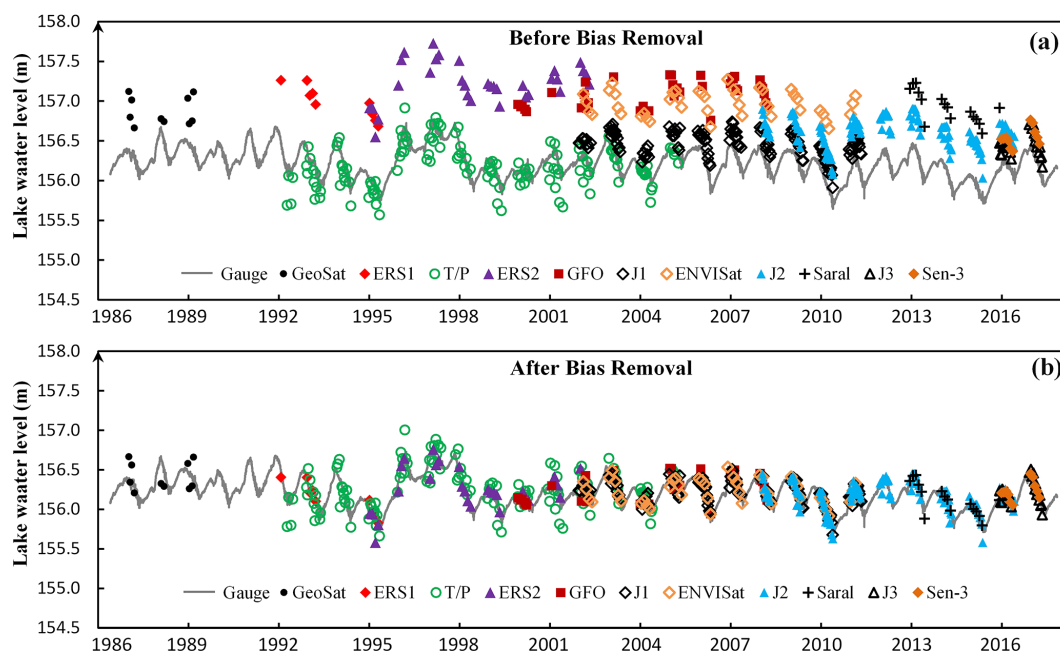 158.0
Before Bias Removal
(a)
157.5
157.0
156.5
156.0
155.5
155.0
154.5
Lake waater level (m)
Gauge GeoSat ERS1 T/P ERS2 GFO J1 ENVISat J2 Saral J3 Sen-3
1986 1989 1992 1995 1998 2001 2004 2007 2010 2013 2016
158.0
After Bias Removal
(b)
157.5
157.0
156.5
156.0
155.5
155.0
154.5
Lake waater level (m)
Gauge GeoSat ERS1 T/P ERS2 GFO J1 ENVISat J2 Saral J3 Sen-3
1986 1989 1992 1995 1998 2001 2004 2007 2010 2013 2016